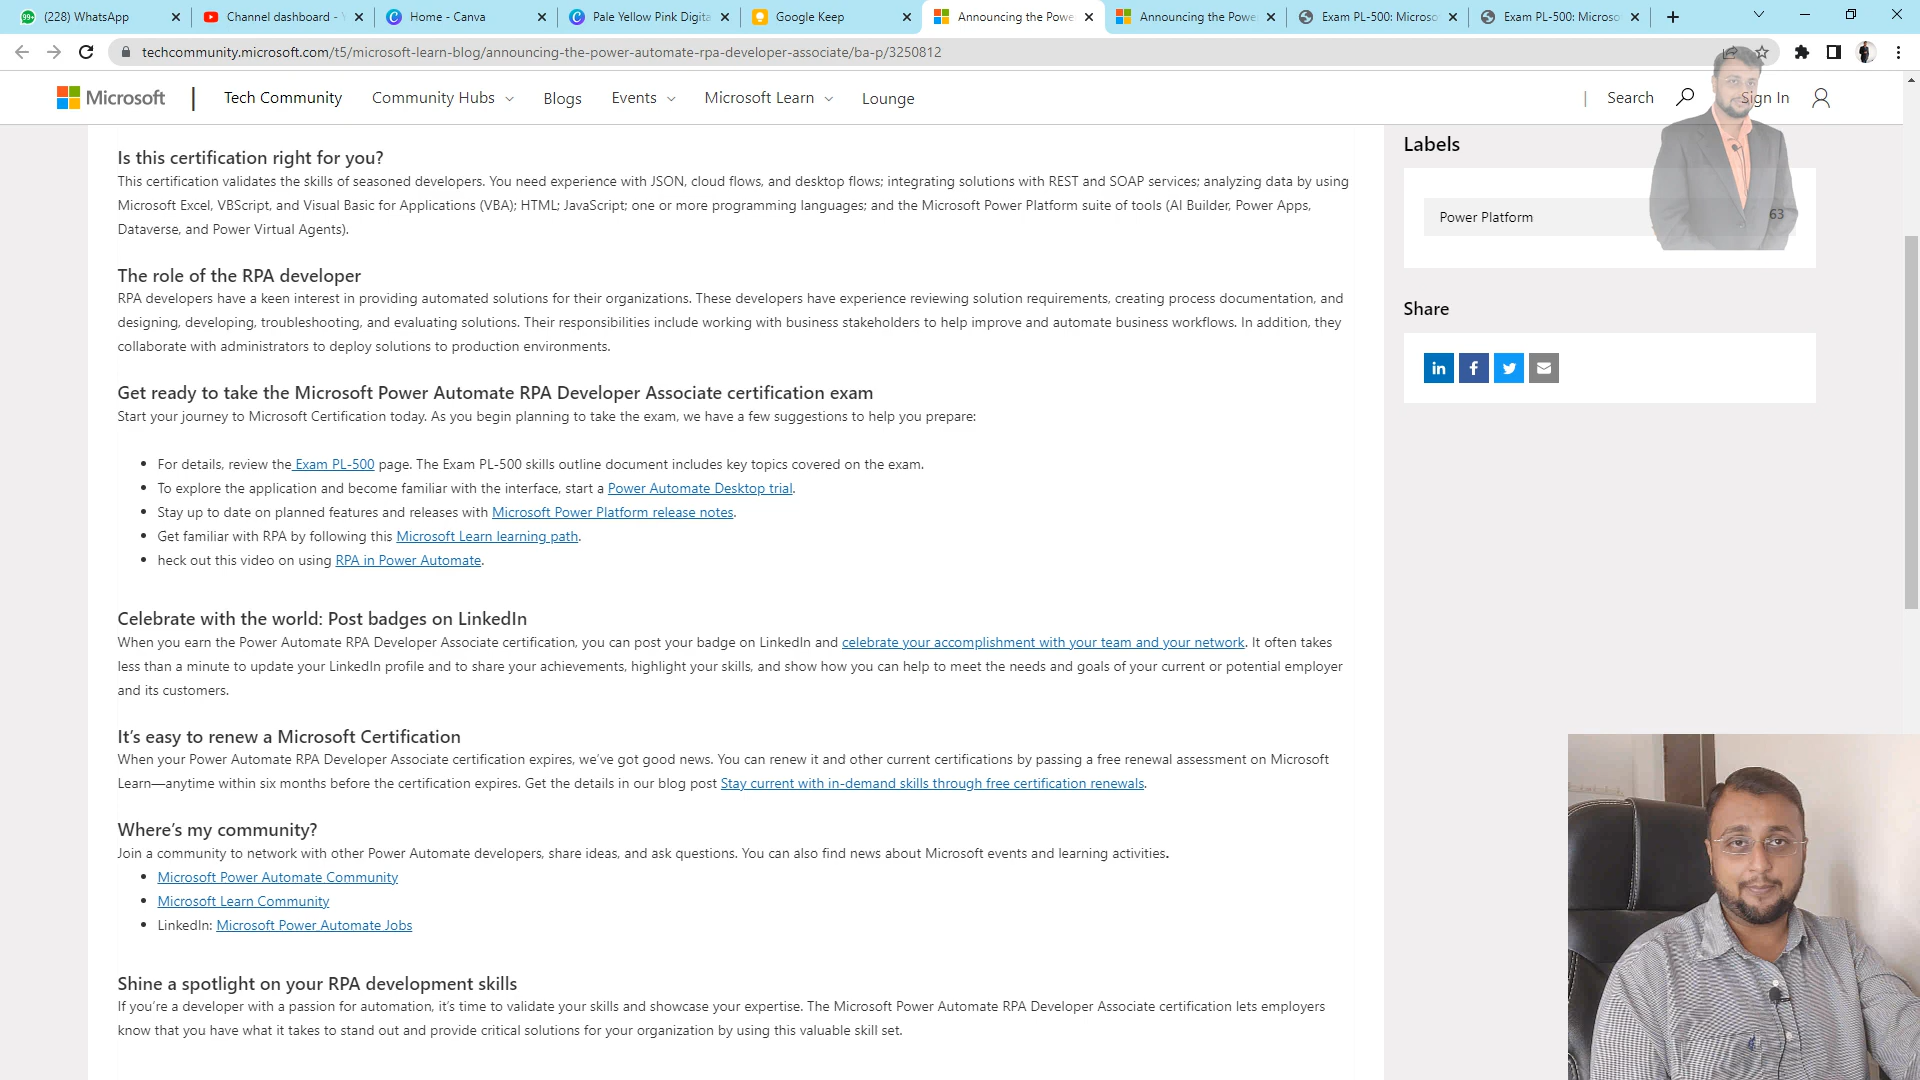 (228) WhatsApp
Channel dashboard -
Home - Canva
Pale Yellow Pink Digita
Google Keep
Announcing the Powe
Announcing the Powe
Exam PL-500: Microso
Exam PL-500: Microso
techcommunity.microsoft.com/t5/microsoft-learn-blog/announcing-the-power-automate-rpa-developer-associate/ba-p/3250812
Microsoft | Tech Community Community Hubs Blogs Events Microsoft Learn Lounge | Search Sign In
Is this certification right for you?
This certification validates the skills of seasoned developers. You need experience with JSON, cloud flows, and desktop flows; integrating solutions with REST and SOAP services; analyzing data by using
Microsoft Excel, VBScript, and Visual Basic for Applications (VBA); HTML; JavaScript; one or more programming languages; and the Microsoft Power Platform suite of tools (AI Builder, Power Apps,
Dataverse, and Power Virtual Agents).
The role of the RPA developer
RPA developers have a keen interest in providing automated solutions for their organizations. These developers have experience reviewing solution requirements, creating process documentation, and
designing, developing, troubleshooting, and evaluating solutions. Their responsibilities include working with business stakeholders to help improve and automate business workflows. In addition, they
collaborate with administrators to deploy solutions to production environments.
Get ready to take the Microsoft Power Automate RPA Developer Associate certification exam
Start your journey to Microsoft Certification today. As you begin planning to take the exam, we have a few suggestions to help you prepare:
• For details, review the Exam PL-500 page. The Exam PL-500 skills outline document includes key topics covered on the exam.
• To explore the application and become familiar with the interface, start a Power Automate Desktop trial.
• Stay up to date on planned features and releases with Microsoft Power Platform release notes.
• Get familiar with RPA by following this Microsoft Learn learning path.
• heck out this video on using RPA in Power Automate.
Celebrate with the world: Post badges on LinkedIn
When you earn the Power Automate RPA Developer Associate certification, you can post your badge on LinkedIn and celebrate your accomplishment with your team and your network. It often takes
less than a minute to update your LinkedIn profile and to share your achievements, highlight your skills, and show how you can help to meet the needs and goals of your current or potential employer
and its customers.
It's easy to renew a Microsoft Certification
When your Power Automate RPA Developer Associate certification expires, we've got good news. You can renew it and other current certifications by passing a free renewal assessment on Microsoft
Learn—anytime within six months before the certification expires. Get the details in our blog post Stay current with in-demand skills through free certification renewals.
Where's my community?
Join a community to network with other Power Automate developers, share ideas, and ask questions. You can also find news about Microsoft events and learning activities.
• Microsoft Power Automate Community
• Microsoft Learn Community
• LinkedIn: Microsoft Power Automate Jobs
Shine a spotlight on your RPA development skills
If you're a developer with a passion for automation, it's time to validate your skills and showcase your expertise. The Microsoft Power Automate RPA Developer Associate certification lets employers
know that you have what it takes to stand out and provide critical solutions for your organization by using this valuable skill set.
Labels
Power Platform 63
Share
in f